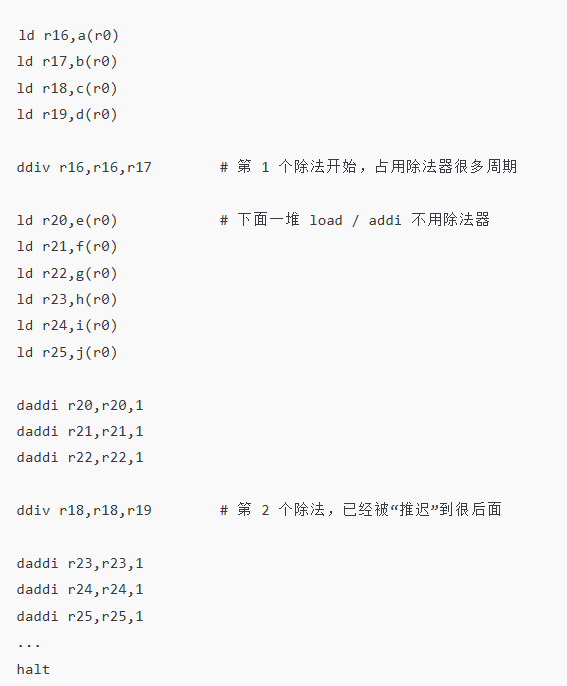 ld r16,a(r0)
ld r17,b(r0)
ld r18,c(r0)
ld r19,d(r0)
ddiv r16,r16,r17        # 第 1 个除法开始，占用除法器很多周期
ld r20,e(r0)            # 下面一堆 load / addi 不用除法器
ld r21,f(r0)
ld r22,g(r0)
ld r23,h(r0)
ld r24,i(r0)
ld r25,j(r0)
daddi r20,r20,1
daddi r21,r21,1
daddi r22,r22,1
ddiv r18,r18,r19        # 第 2 个除法，已经被“推迟”到很后面
daddi r23,r23,1
daddi r24,r24,1
daddi r25,r25,1
...
halt